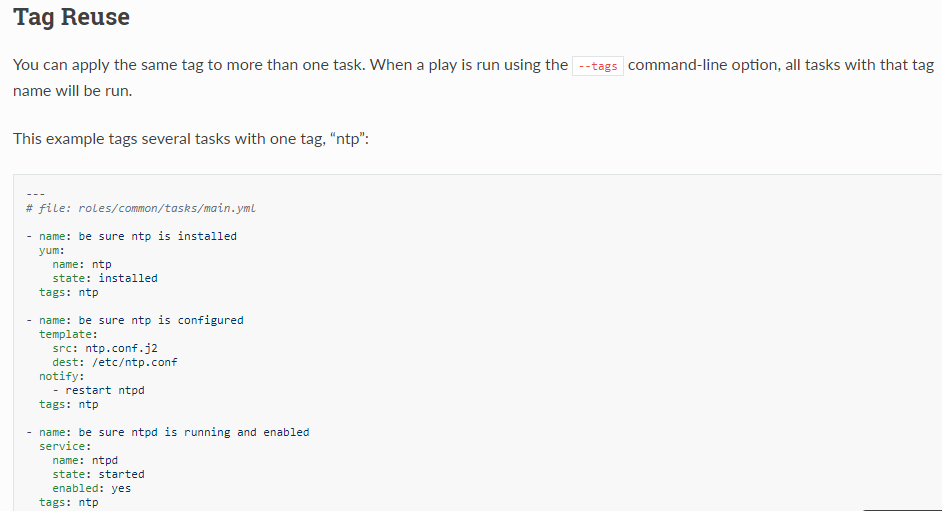 Tag Reuse
You can apply the same tag to more than one task. When a play is run using the --tags command-line option, all tasks with that tag
name will be run.
This example tags several tasks with one tag, “ntp”:
---
# file: roles/common/tasks/main.yml
- name: be sure ntp is installed
  yum:
    name: ntp
    state: installed
  tags: ntp
- name: be sure ntp is configured
  template:
    src: ntp.conf.j2
    dest: /etc/ntp.conf
  notify:
    - restart ntpd
  tags: ntp
- name: be sure ntpd is running and enabled
  service:
    name: ntpd
    state: started
    enabled: yes
  tags: ntp